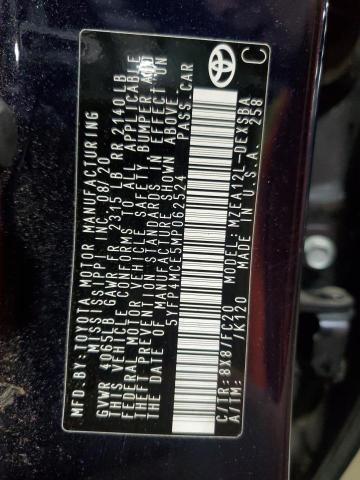 MFD. BY: TOYOTA MOTOR MANUFACTURING
MISSISSIPPI, INC. 08/20
GVWR 4065LB GAWR FR 2315 LB RR 2140LB
THIS VEHICLE CONFORMS TO ALL APPLICABLE
FEDERAL MOTOR VEHICLE SAFETY, BUMPER, AND
THEFT PREVENTION STANDARDS IN EFFECT ON
THE DATE OF MANUFACTURE SHOWN ABOVE.
5YFP4MCE5MP062524 PASS. CAR
C/TR: 8X8/FC20 MODEL: MZEA12L-DEXSBA
A/TM: /K120 MADE IN U.S.A. 258
TOYOTA
C